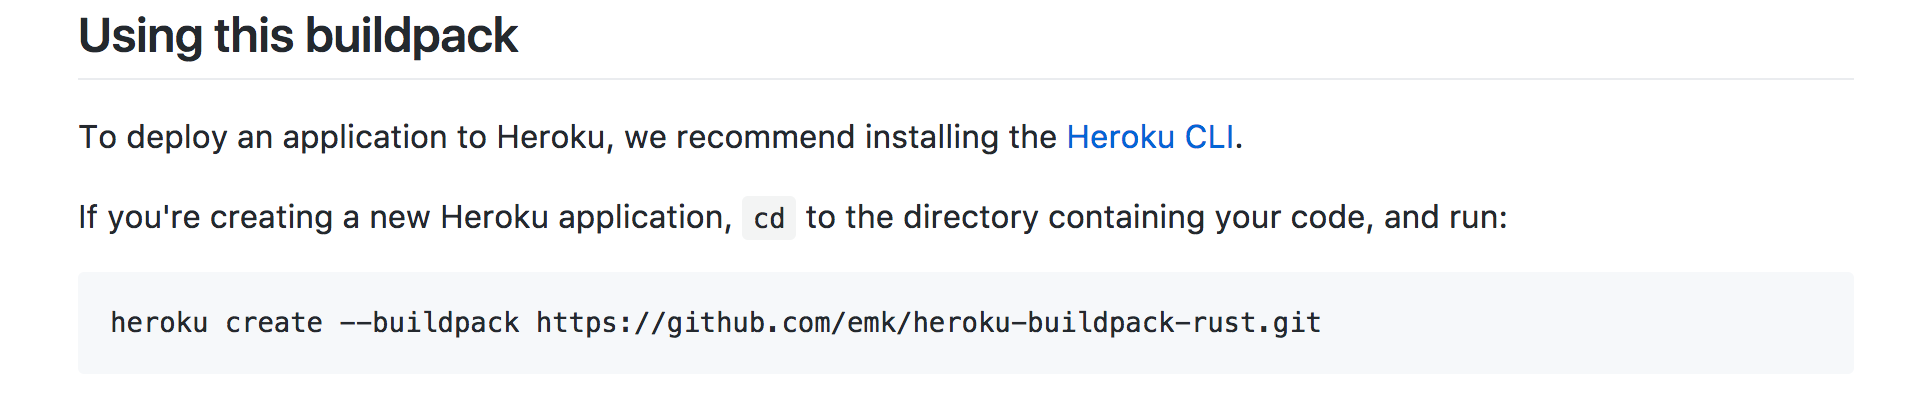 Using this buildpack
To deploy an application to Heroku, we recommend installing the Heroku CLI.
If you're creating a new Heroku application, cd to the directory containing your code, and run:
heroku create --buildpack https://github.com/emk/heroku-buildpack-rust.git